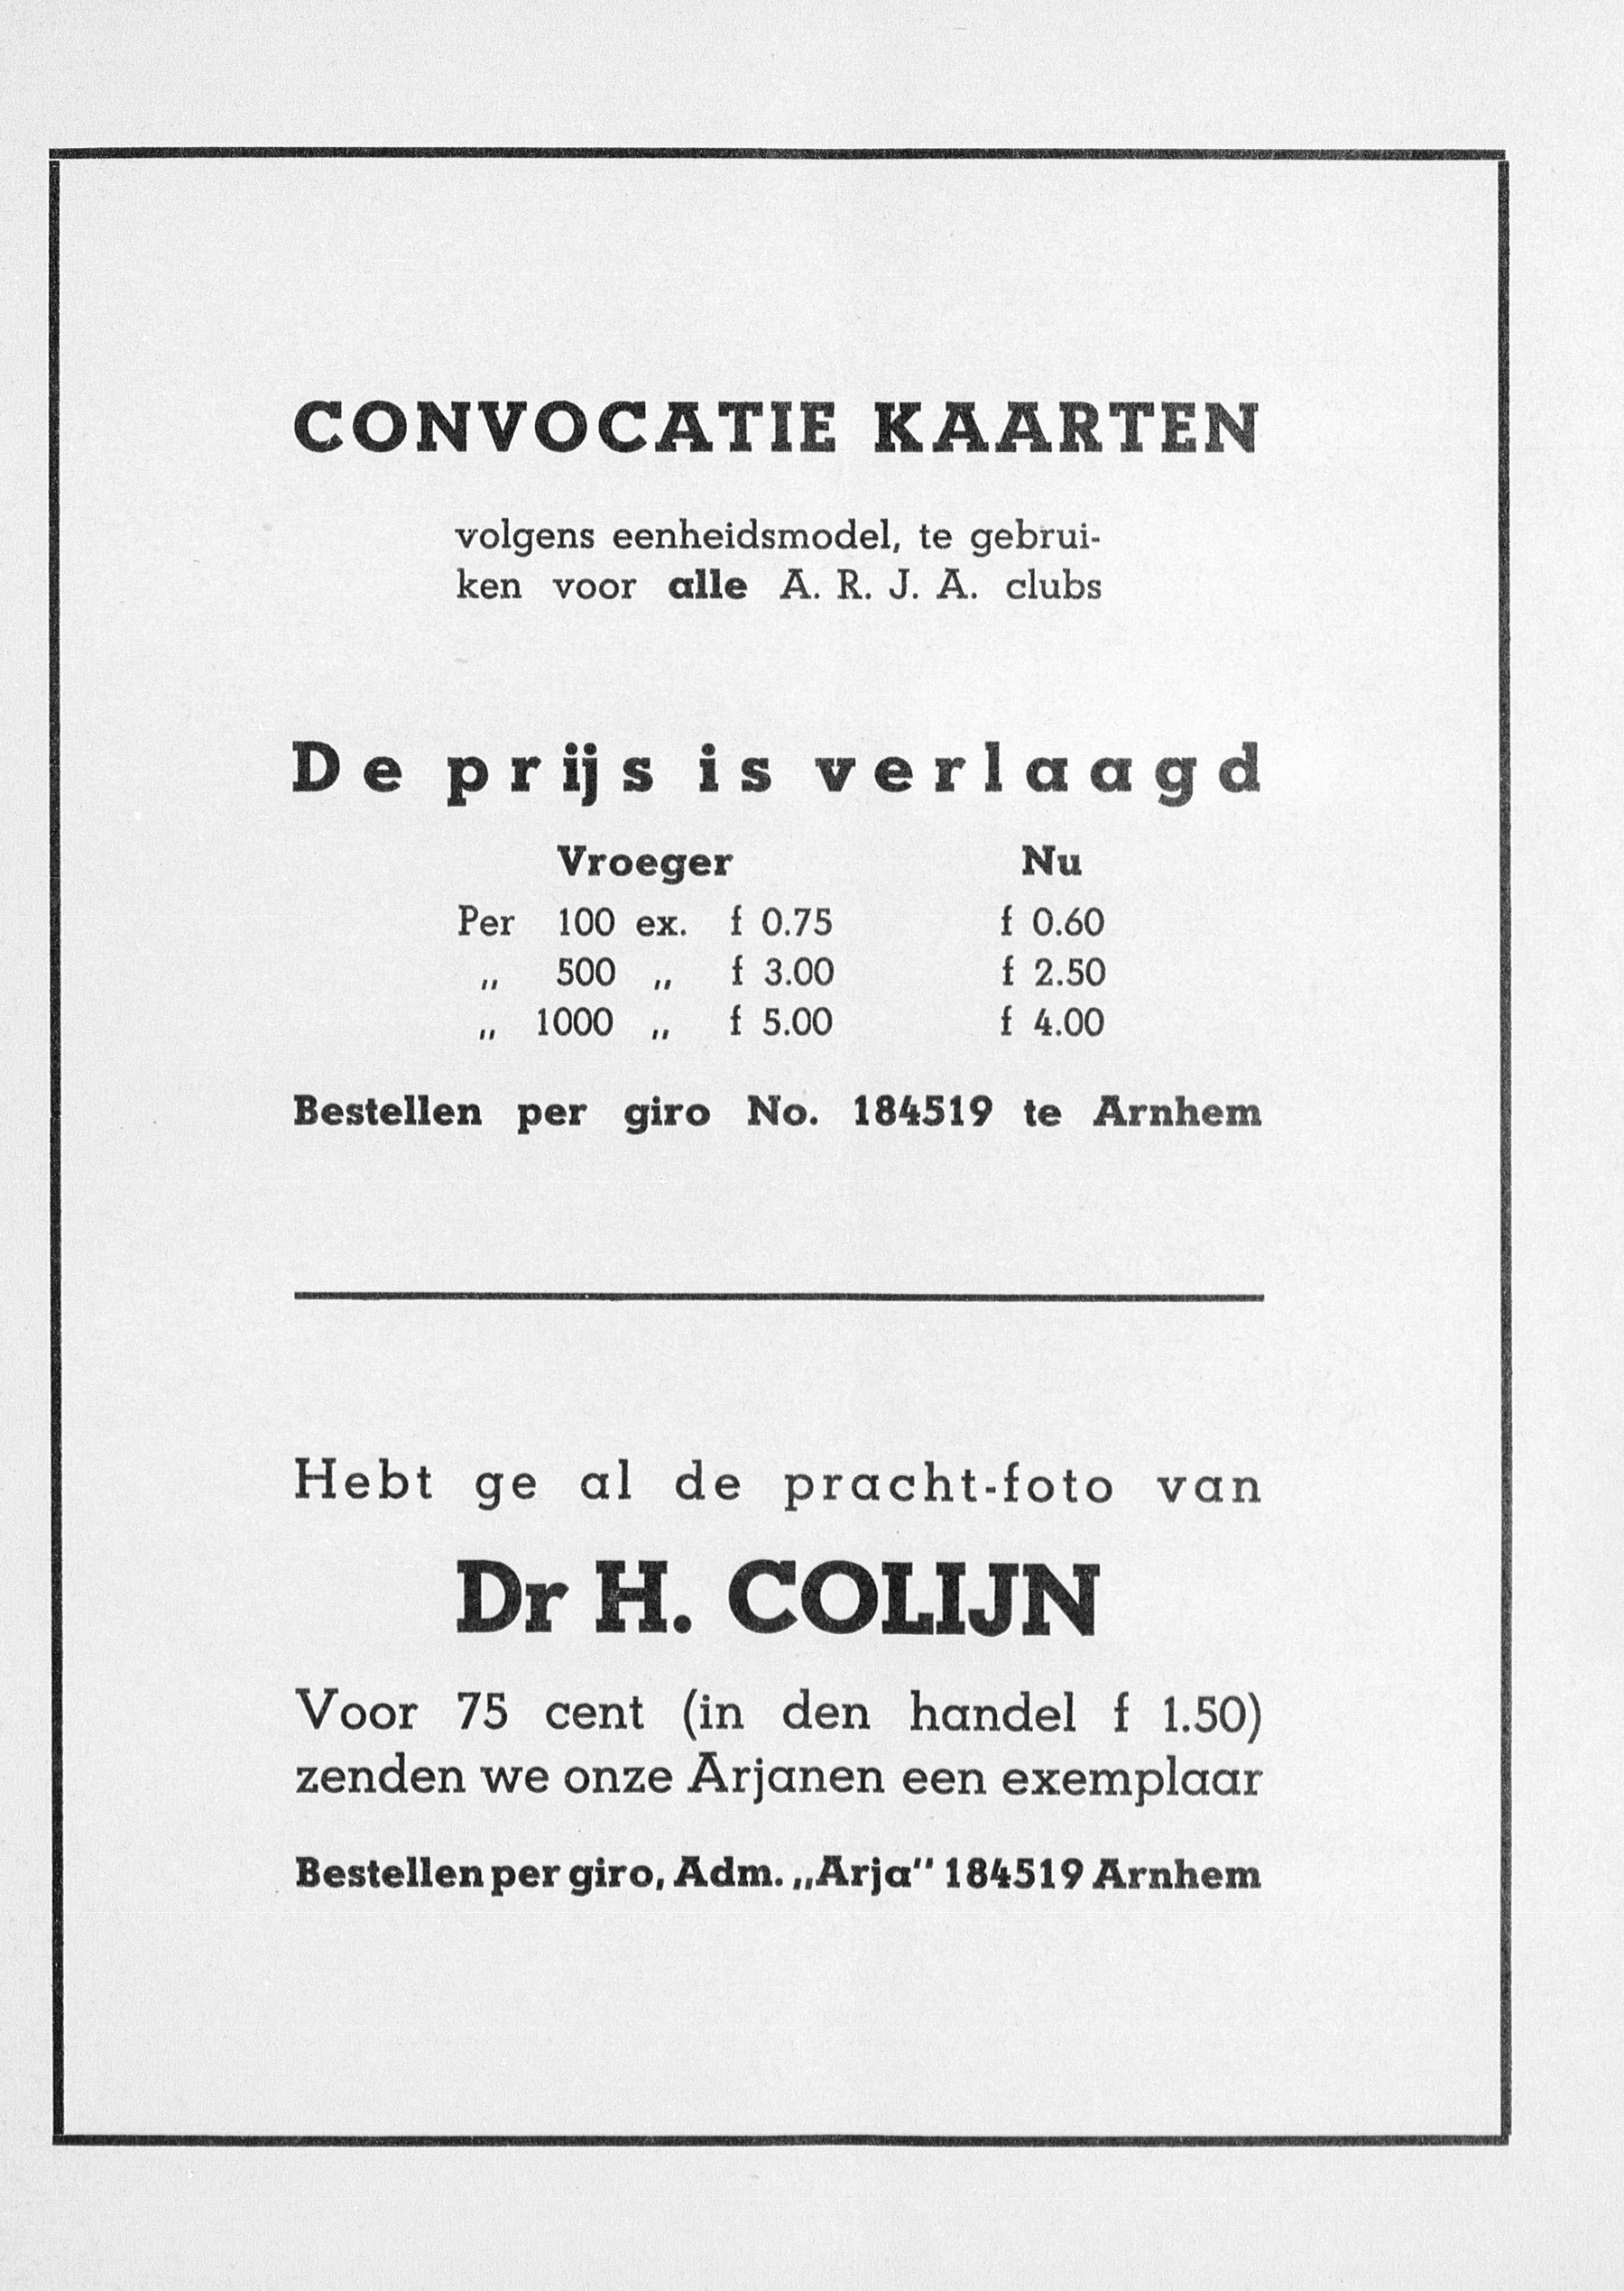 CONVOCATIE KAARTEN
volgens eenheidsmodel, te gebrui-
ken voor alle A. R. J. A. clubs
De prijs is verlaagd
Vroeger Nu
Per 100 ex. f 0.75 f 0.60
„ 500 „ f 3.00 f 2.50
„ 1000 „ f 5.00 f 4.00
Bestellen per giro No. 184519 te Arnhem
Hebt ge al de pracht-foto van
Dr H. COLIJN
Voor 75 cent (in den handel f 1.50)
zenden we onze Arjanen een exemplaar
Bestellen per giro, Adm. „Arja" 184519 Arnhem